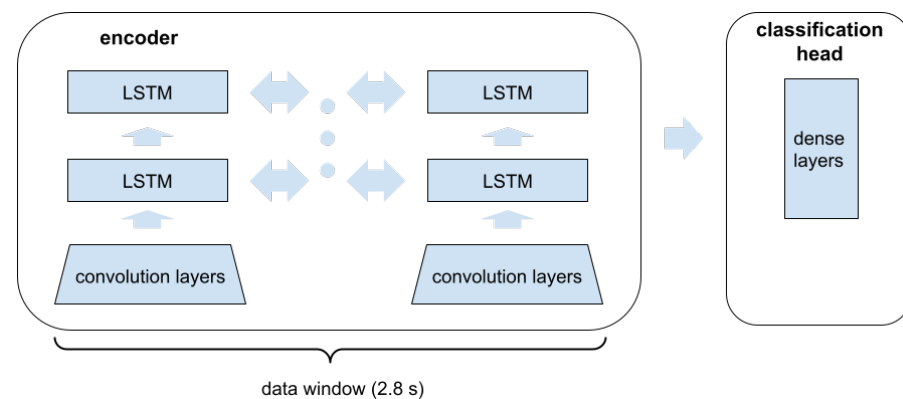 encoder
LSTM
LSTM
LSTM
LSTM
convolution layers
convolution layers
data window (2.8 s)
classification
head
dense
layers